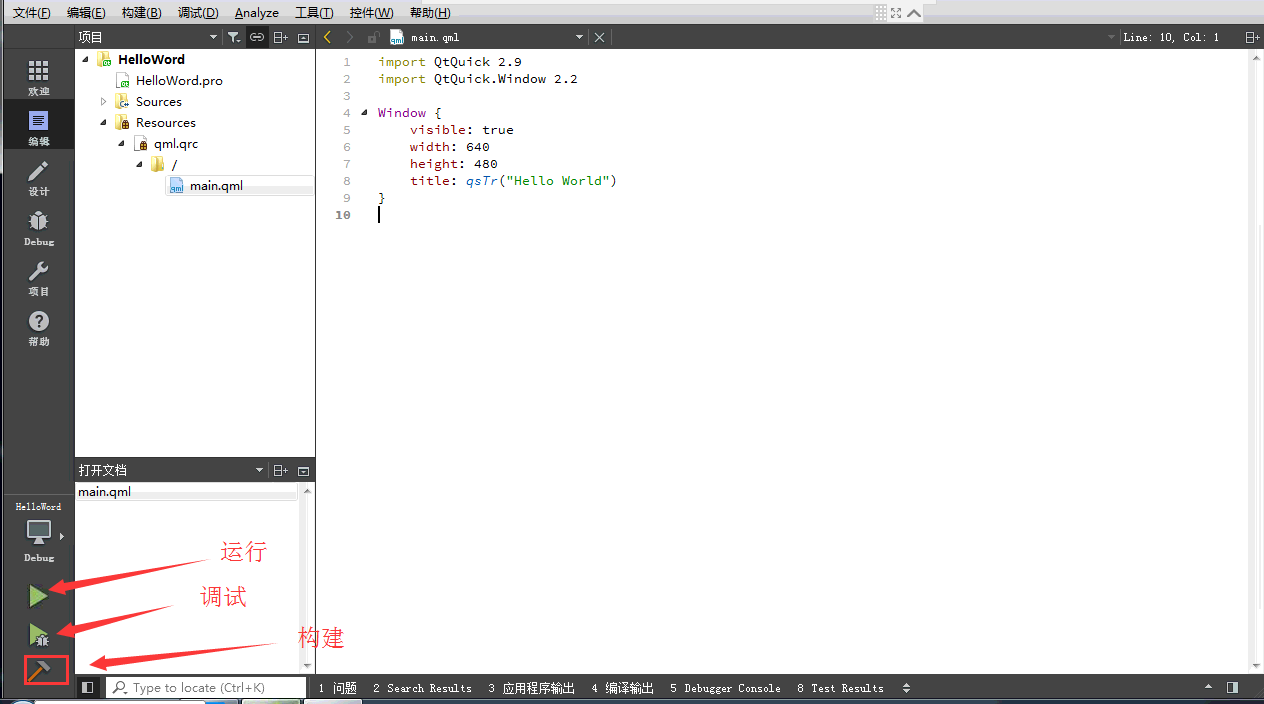 文件(F) 编辑(E) 构建(B) 调试(D) Analyze 工具(T) 控件(W) 帮助(H)
项目
main.qml
Line: 10, Col: 1
欢迎
编辑
设计
Debug
项目
帮助
HelloWord
HelloWord.pro
Sources
Resources
qml.qrc
/
main.qml
1 import QtQuick 2.9
2 import QtQuick.Window 2.2
3
4 Window {
5 visible: true
6 width: 640
7 height: 480
8 title: qsTr("Hello World")
9 }
10
打开文档
main.qml
HelloWord
Debug
运行
调试
构建
Type to locate (Ctrl+K)
1 问题 2 Search Results 3 应用程序输出 4 编译输出 5 Debugger Console 8 Test Results